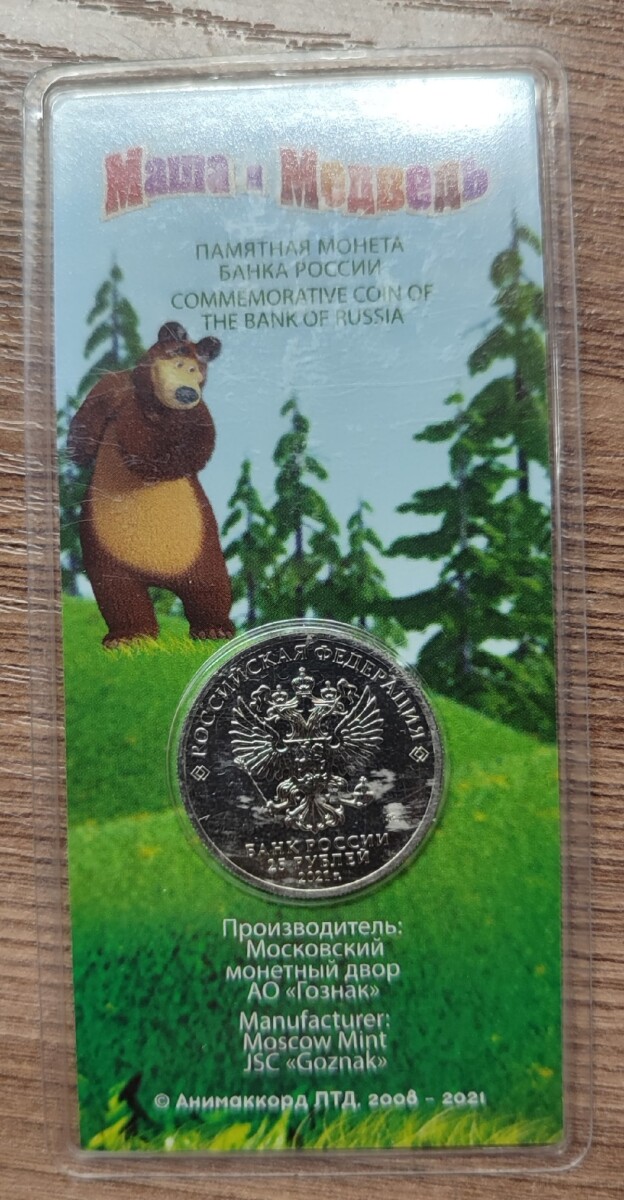 Маша и Медведь
ПАМЯТНАЯ МОНЕТА
БАНКА РОССИИ
COMMEMORATIVE COIN OF
THE BANK OF RUSSIA
РОССИЙСКАЯ ФЕДЕРАЦИЯ
БАНК РОССИИ
25 РУБЛЕЙ
2021 г.
Производитель:
Московский
монетный двор
АО «Гознак»
Manufacturer:
Moscow Mint
JSC «Goznak»
© Анимаккорд ЛТД, 2008 - 2021